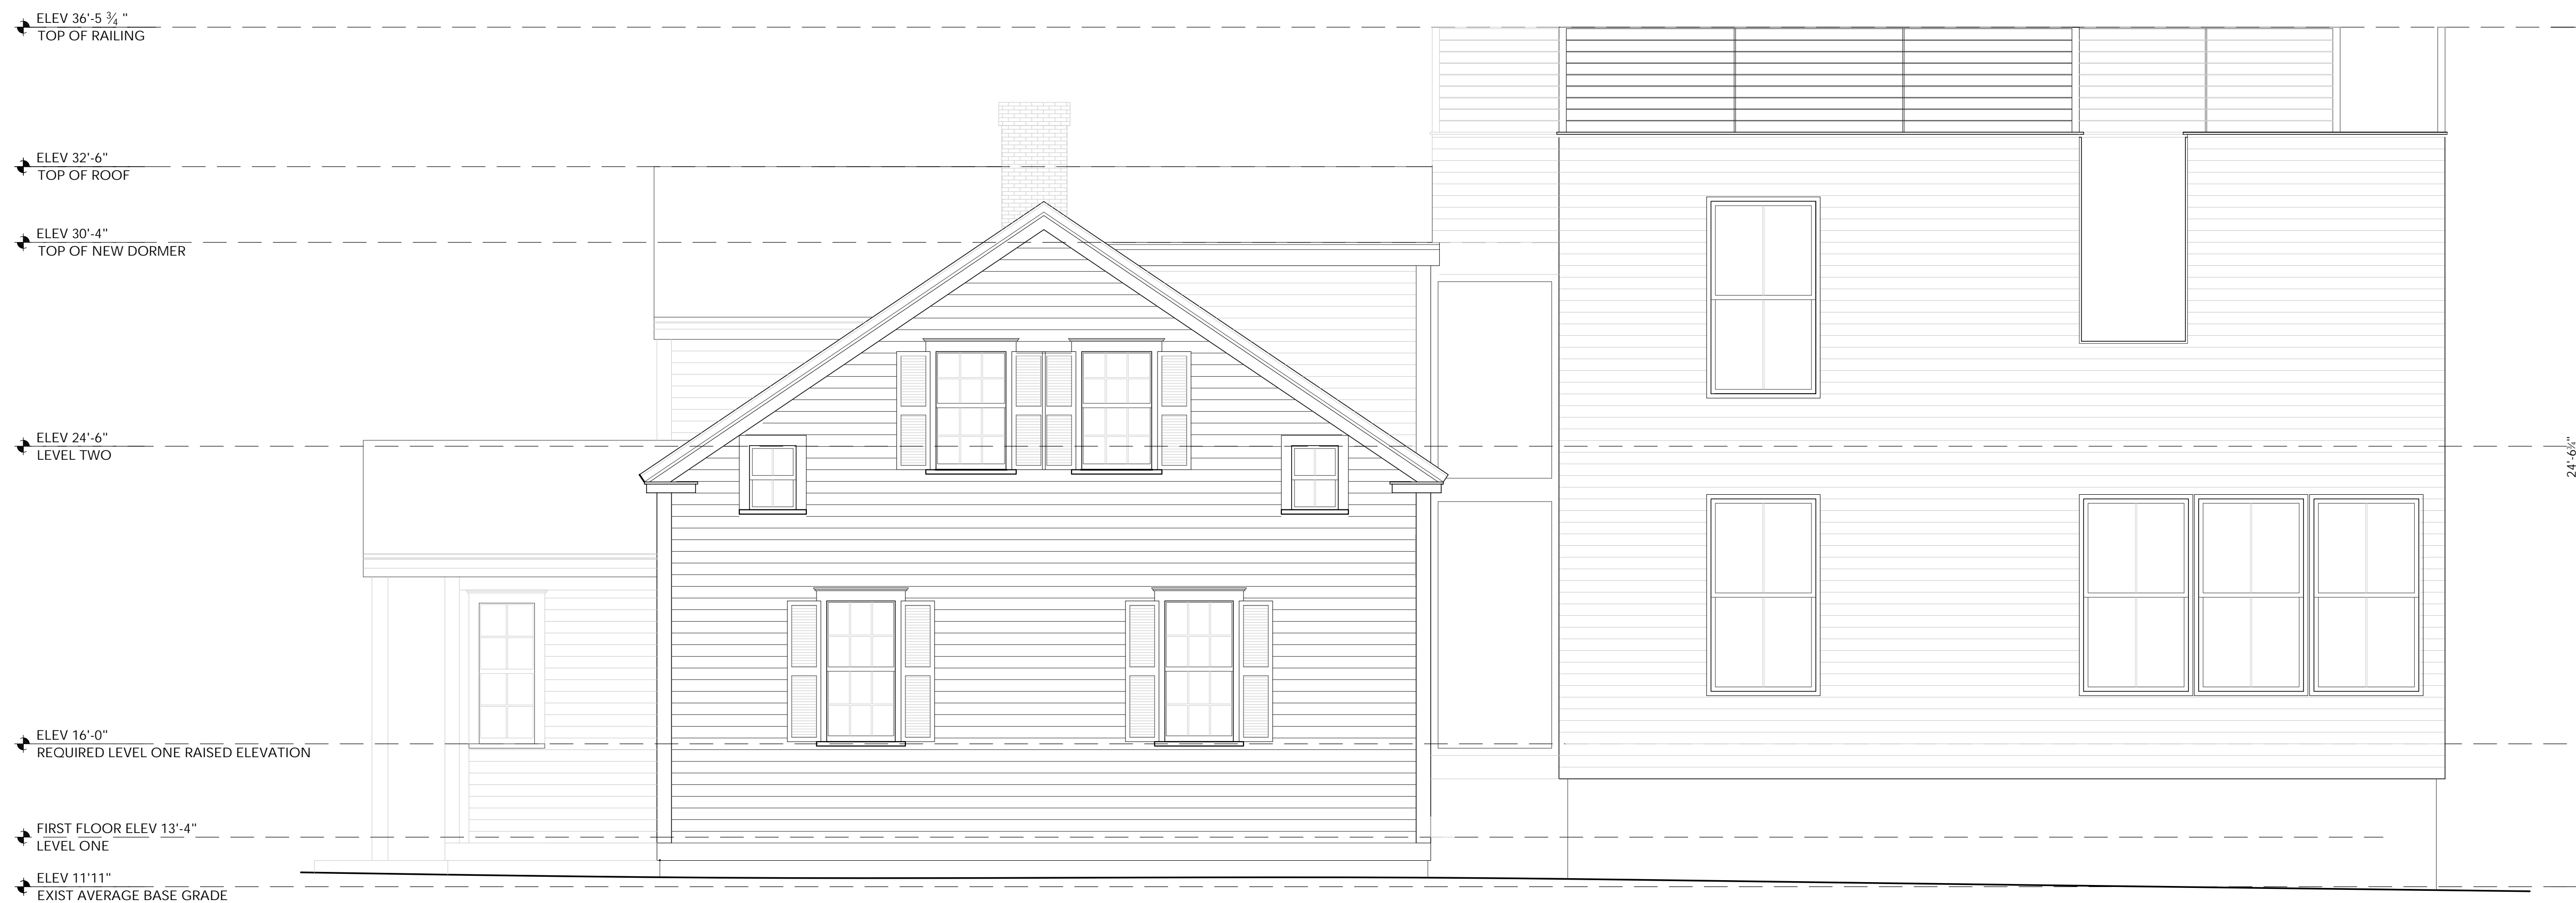 ELEV 36'-5 ¾ "
TOP OF RAILING
ELEV 32'-6"
TOP OF ROOF
ELEV 30'-4"
TOP OF NEW DORMER
ELEV 24'-6"
LEVEL TWO
24'-6¾"
ELEV 16'-0"
REQUIRED LEVEL ONE RAISED ELEVATION
FIRST FLOOR ELEV 13'-4"
LEVEL ONE
ELEV 11'11"
EXIST AVERAGE BASE GRADE